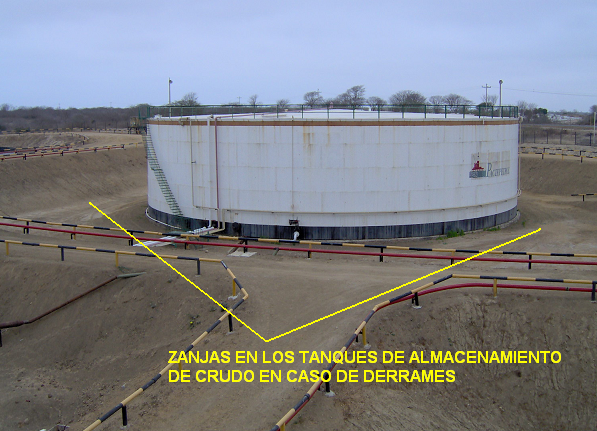 ZANJAS EN LOS TANQUES DE ALMACENAMIENTO
DE CRUDO EN CASO DE DERRAMES